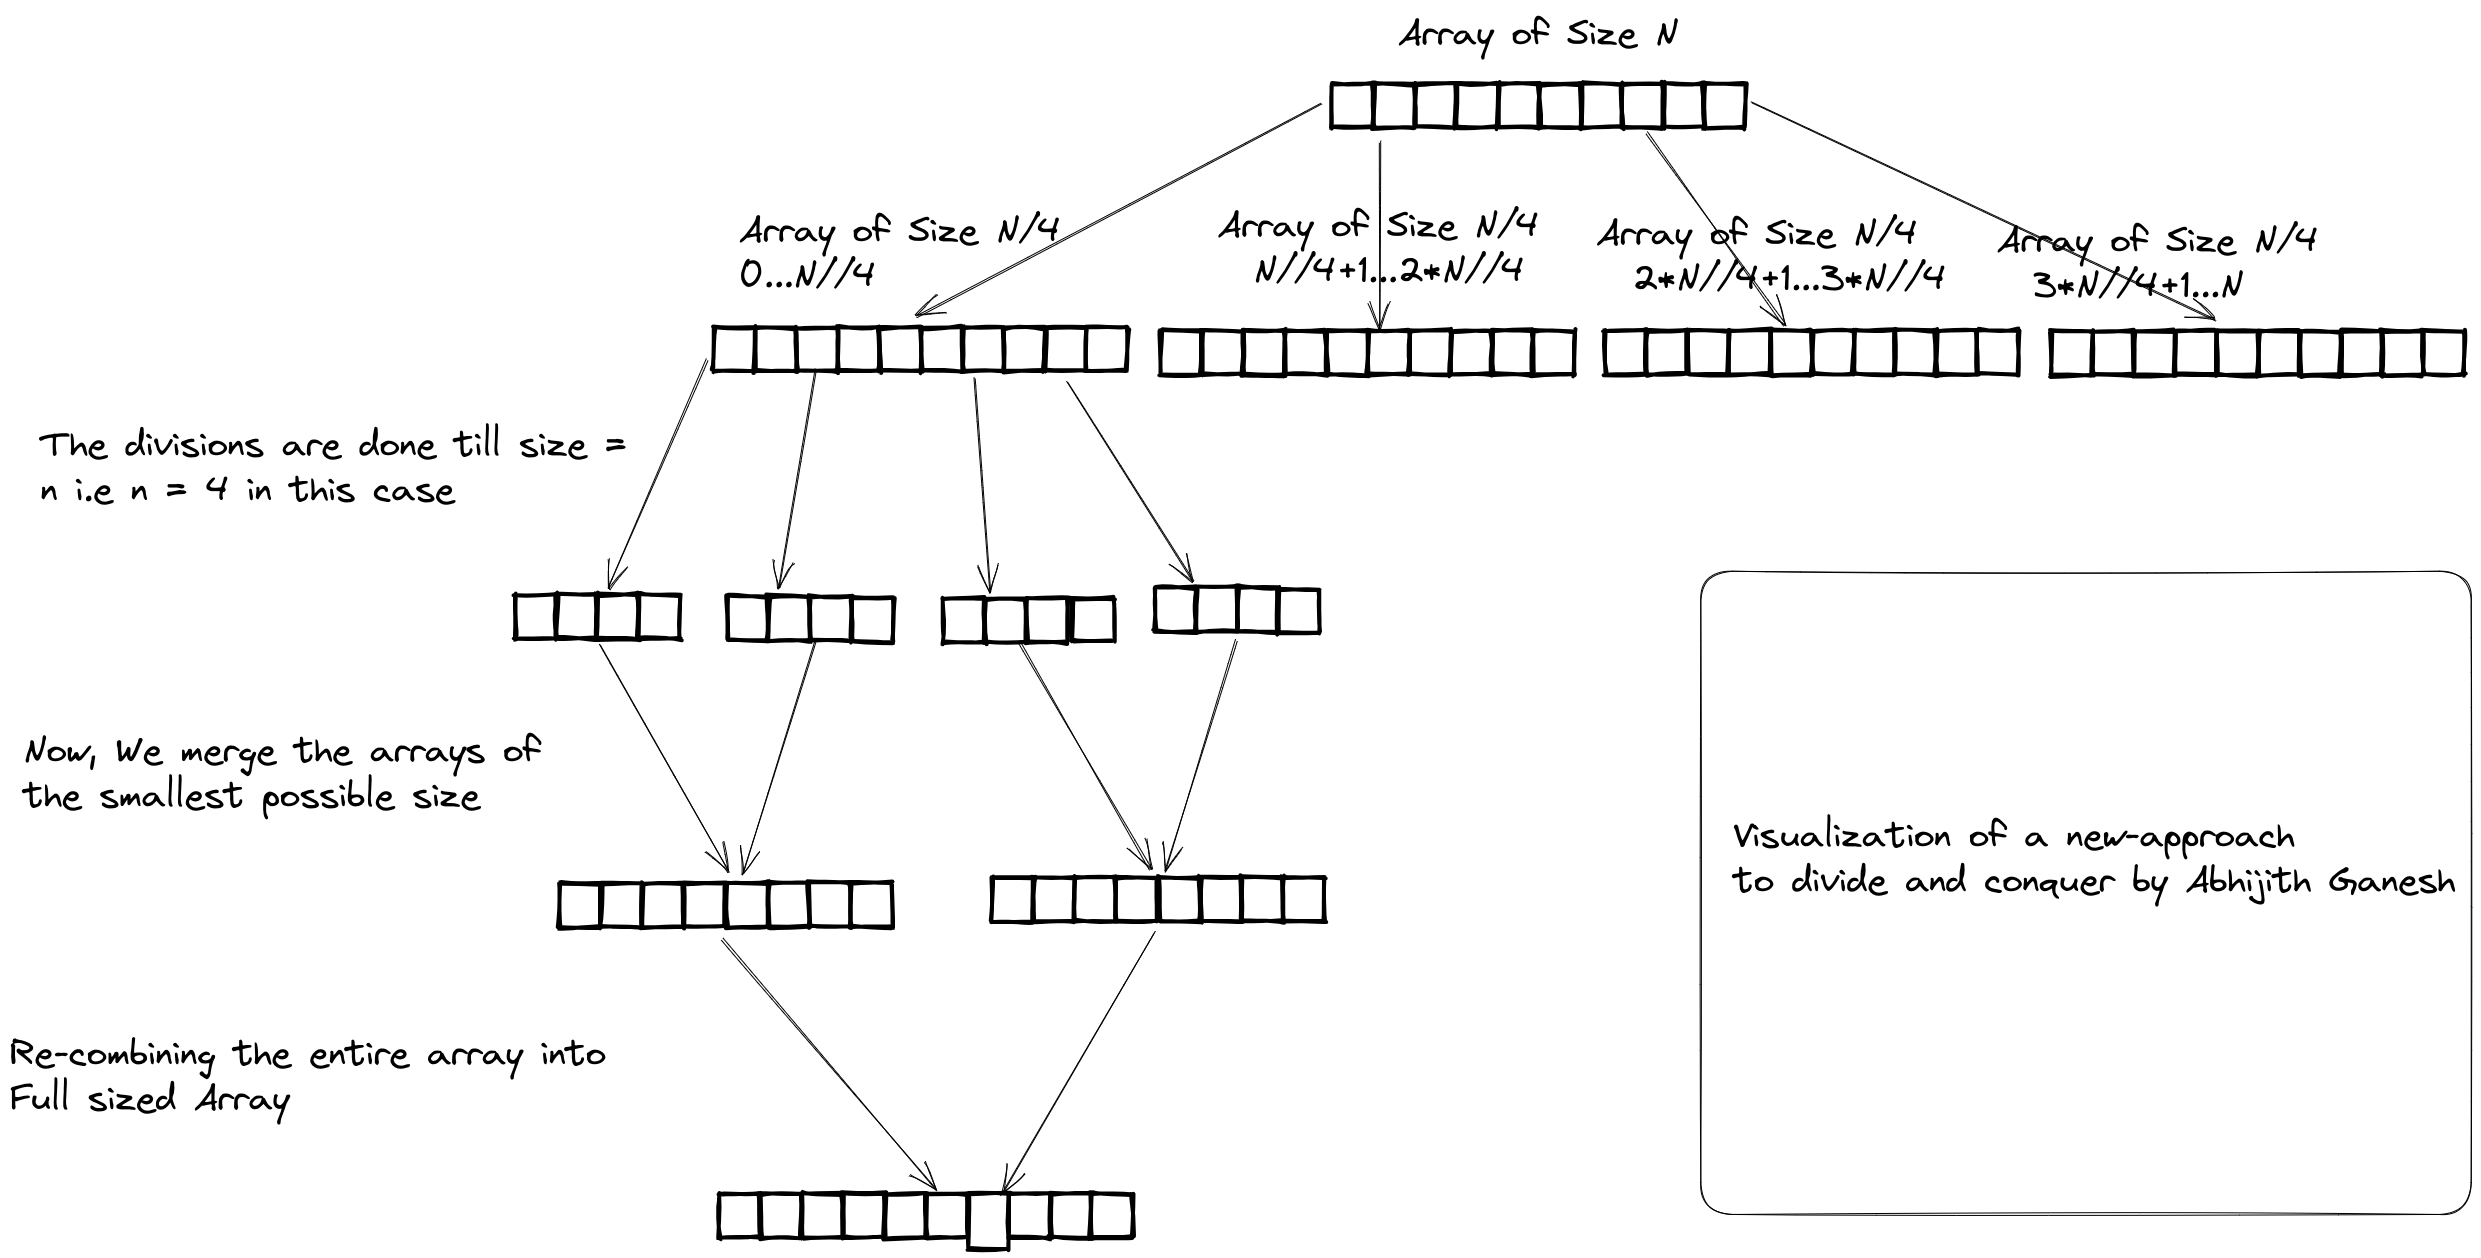 Array of Size N
Array of Size N/4
0...N//4
Array of Size N/4
N//4+1...2*N//4
Array of Size N/4
2*N//4+1...3*N//4
Array of Size N/4
3*N//4+1...N
The divisions are done till size =
n i.e n = 4 in this case
Now, We merge the arrays of
the smallest possible size
Visualization of a new-approach
to divide and conquer by Abhijith Ganesh
Re-combining the entire array into
Full sized Array